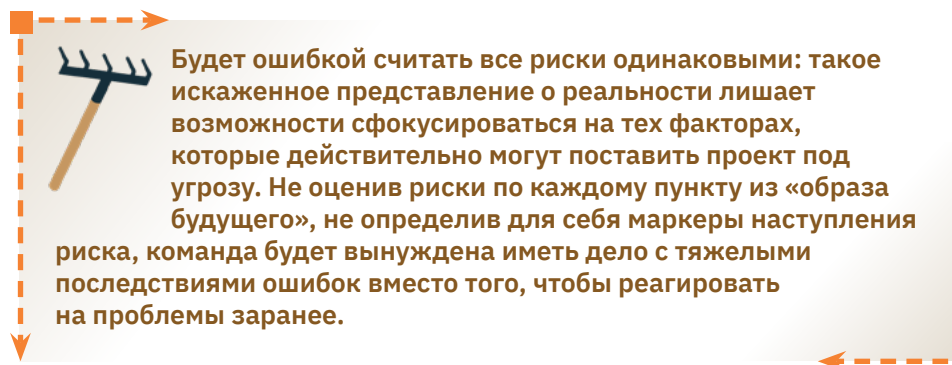 Будет ошибкой считать все риски одинаковыми: такое
искаженное представление о реальности лишает
возможности сфокусироваться на тех факторах,
которые действительно могут поставить проект под
угрозу. Не оценив риски по каждому пункту из «образа
будущего», не определив для себя маркеры наступления
риска, команда будет вынуждена иметь дело с тяжелыми
последствиями ошибок вместо того, чтобы реагировать
на проблемы заранее.